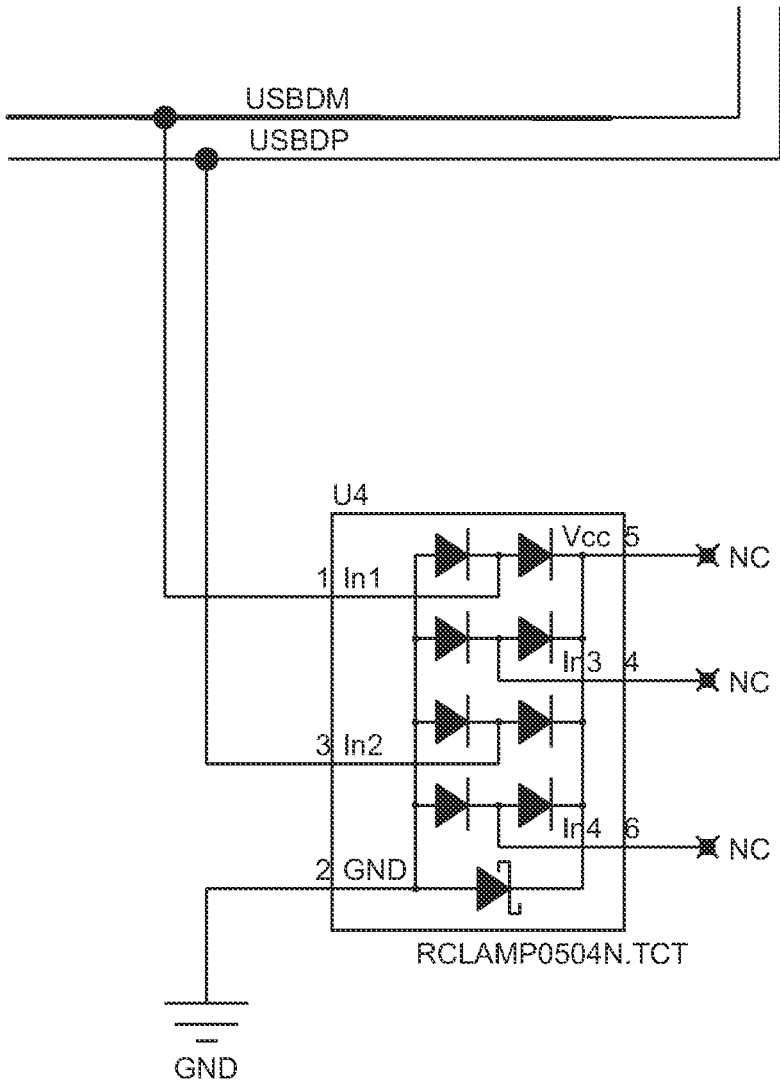 USBDM
USBDP
U4
Vcc 5
NC
1 In1
In3 4
NC
3 In2
In4 6
NC
2 GND
RCLAMP0504N.TCT
GND